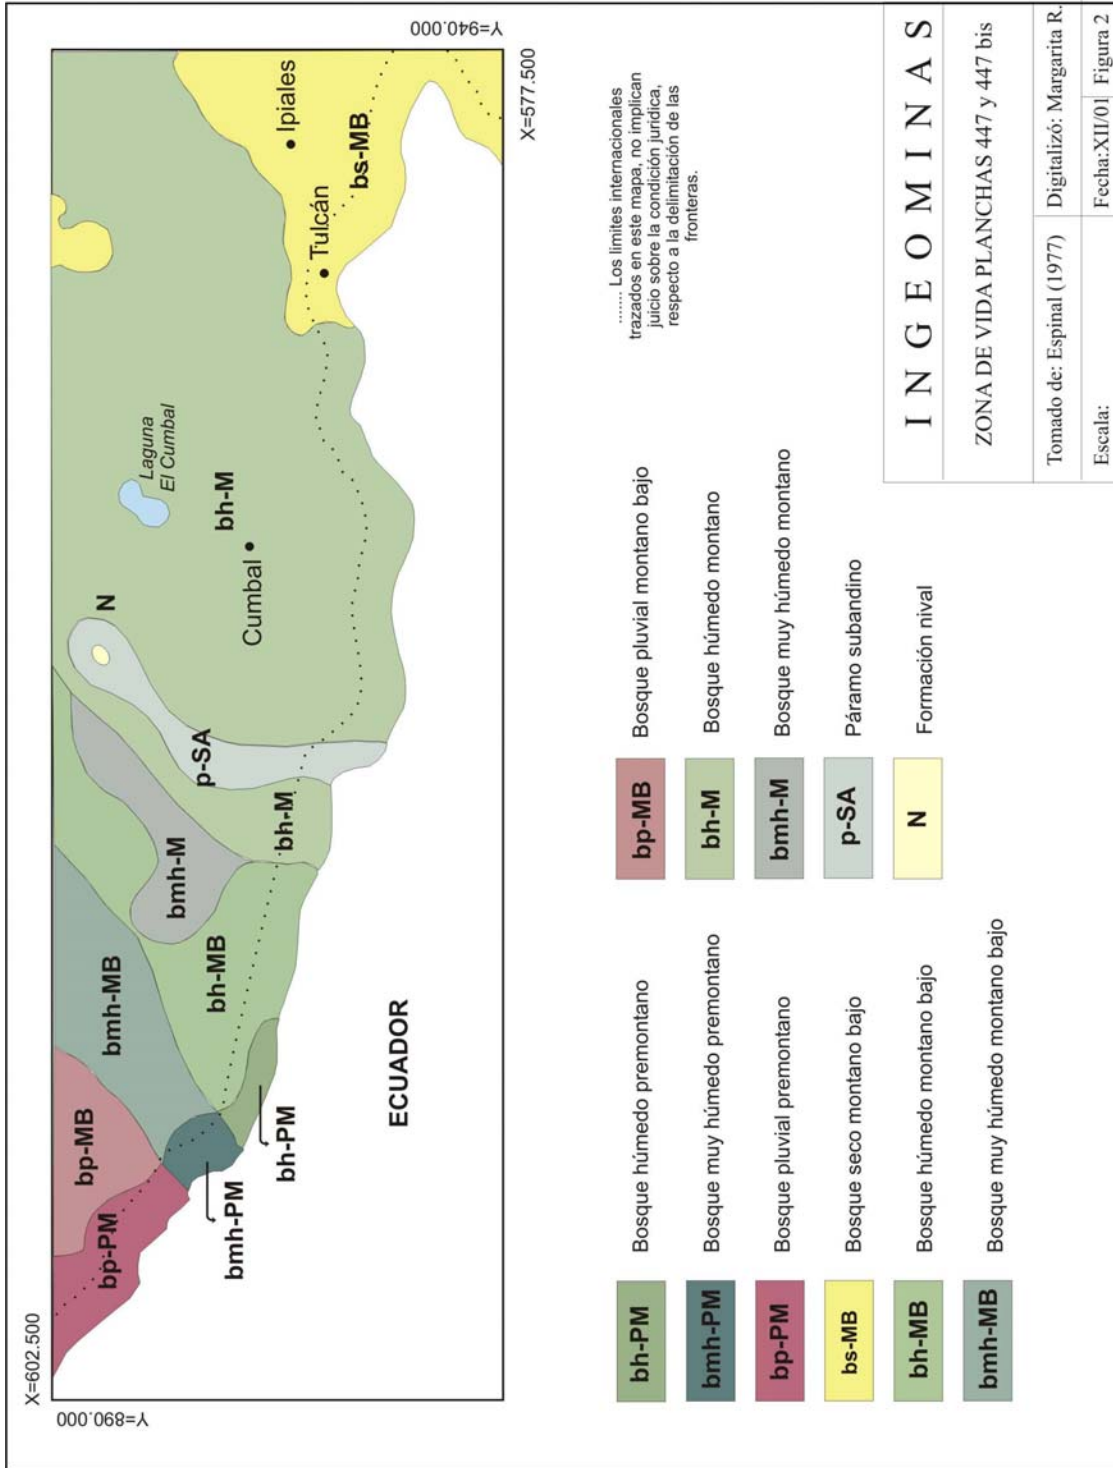 X=602.500
Y=890.000
Y=940.000
X=577.500
bp-PM
bp-MB
bmh-MB
bh-MB
bmh-M
bh-M
p-SA
N
Cumbal
bh-M
Laguna
El Cumbal
Tulcán
Ipiales
bs-MB
bmh-PM
bh-PM
ECUADOR
........ Los limites internacionales
trazados en este mapa, no implican
juicio sobre la condición jurídica,
respecto a la delimitación de las
fronteras.
bh-PM Bosque húmedo premontano
bmh-PM Bosque muy húmedo premontano
bp-PM Bosque pluvial premontano
bs-MB Bosque seco montano bajo
bh-MB Bosque húmedo montano bajo
bmh-MB Bosque muy húmedo montano bajo
bp-MB Bosque pluvial montano bajo
bh-M Bosque húmedo montano
bmh-M Bosque muy húmedo montano
p-SA Páramo subandino
N Formación nival
INGEOMINAS
ZONA DE VIDA PLANCHAS 447 y 447 bis
Tomado de: Espinal (1977) Digitalizó: Margarita R.
Escala: Fecha:XII/01 Figura 2